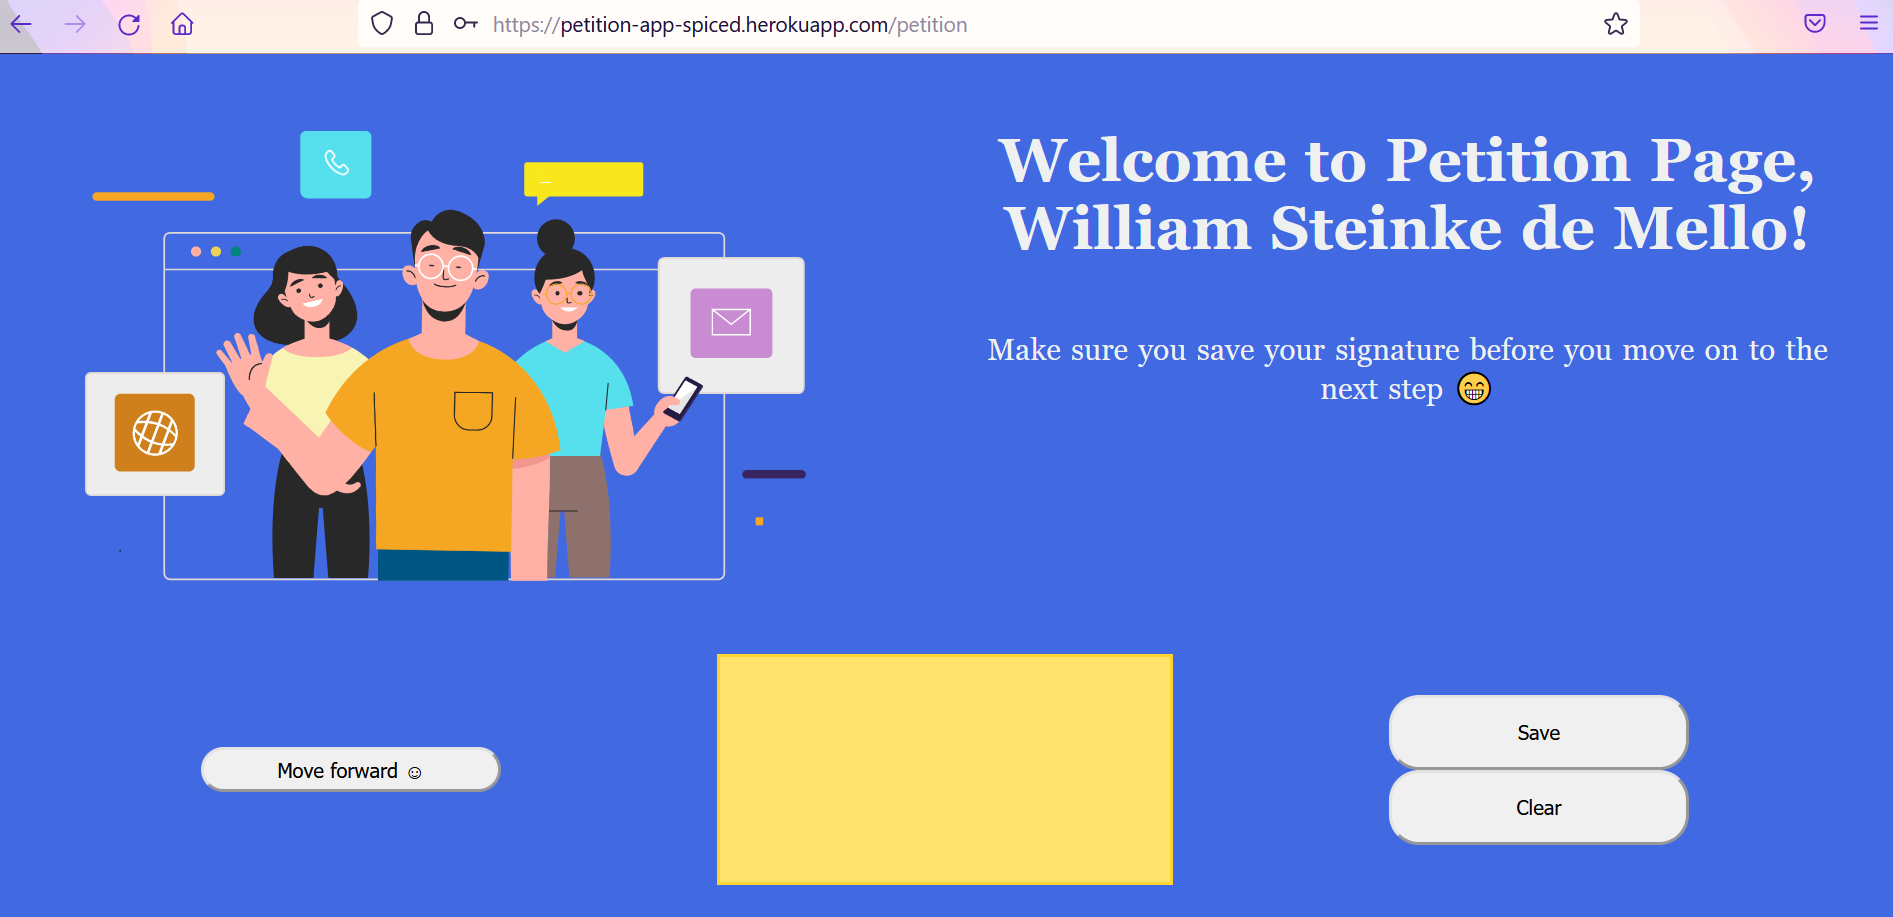 https://petition-app-spiced.herokuapp.com/petition
Welcome to Petition Page,
William Steinke de Mello!
Make sure you save your signature before you move on to the
next step 😁
Move forward ☺
Save
Clear